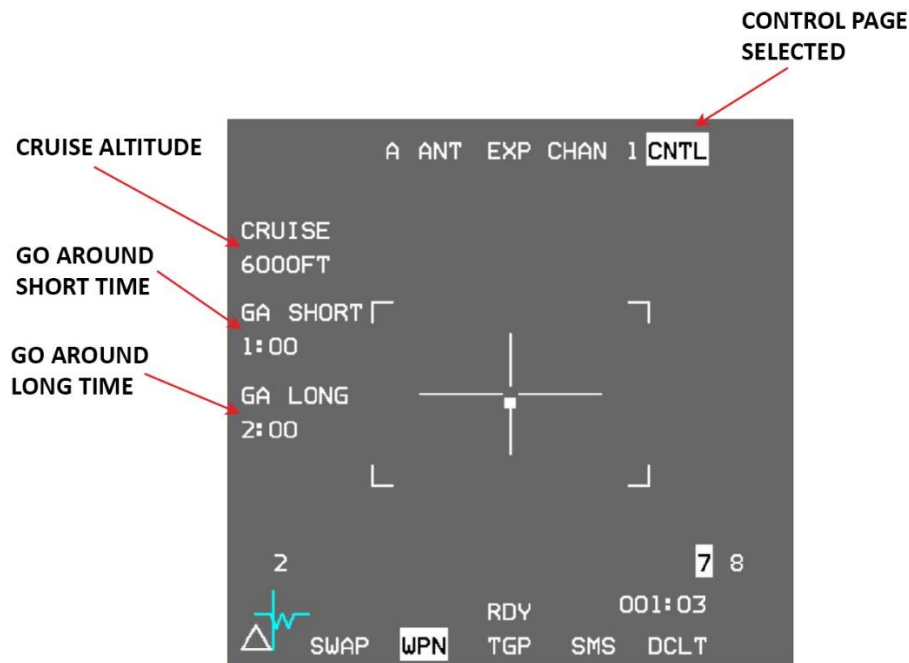 CONTROL PAGE
SELECTED
CRUISE ALTITUDE
A ANT EXP CHAN 1 CNTL
CRUISE
6000FT
GO AROUND
SHORT TIME
GA SHORT
1:00
GO AROUND
LONG TIME
GA LONG
2:00
2
7 8
RDY 001:03
SWAP WPN TGP SMS DCLT